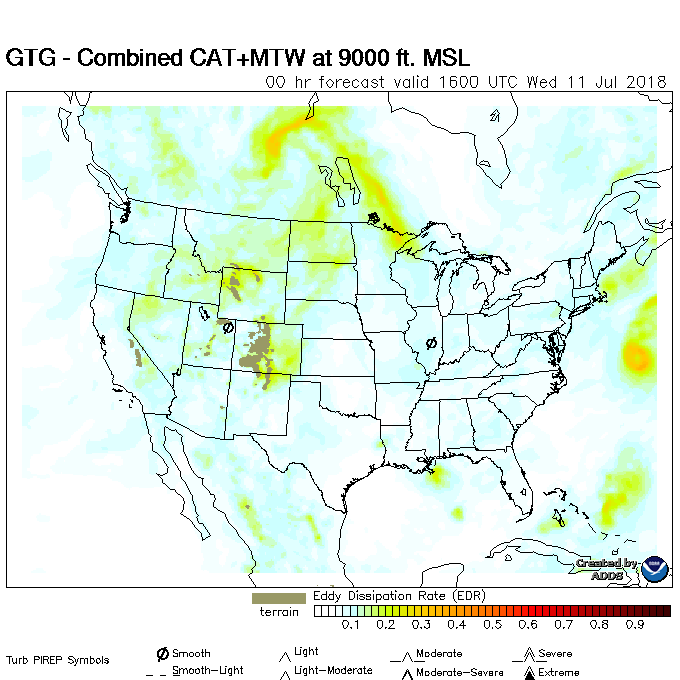 GTG - Combined CAT+MTW at 9000 ft. MSL
00 hr forecast valid 1600 UTC Wed 11 Jul 2018
Created by
ADDS
terrain
Eddy Dissipation Rate (EDR)
0.1 0.2 0.3 0.4 0.5 0.6 0.7 0.8 0.9
Turb PIREP Symbols
Smooth Light Moderate Severe
Smooth-Light Light-Moderate Moderate-Severe Extreme